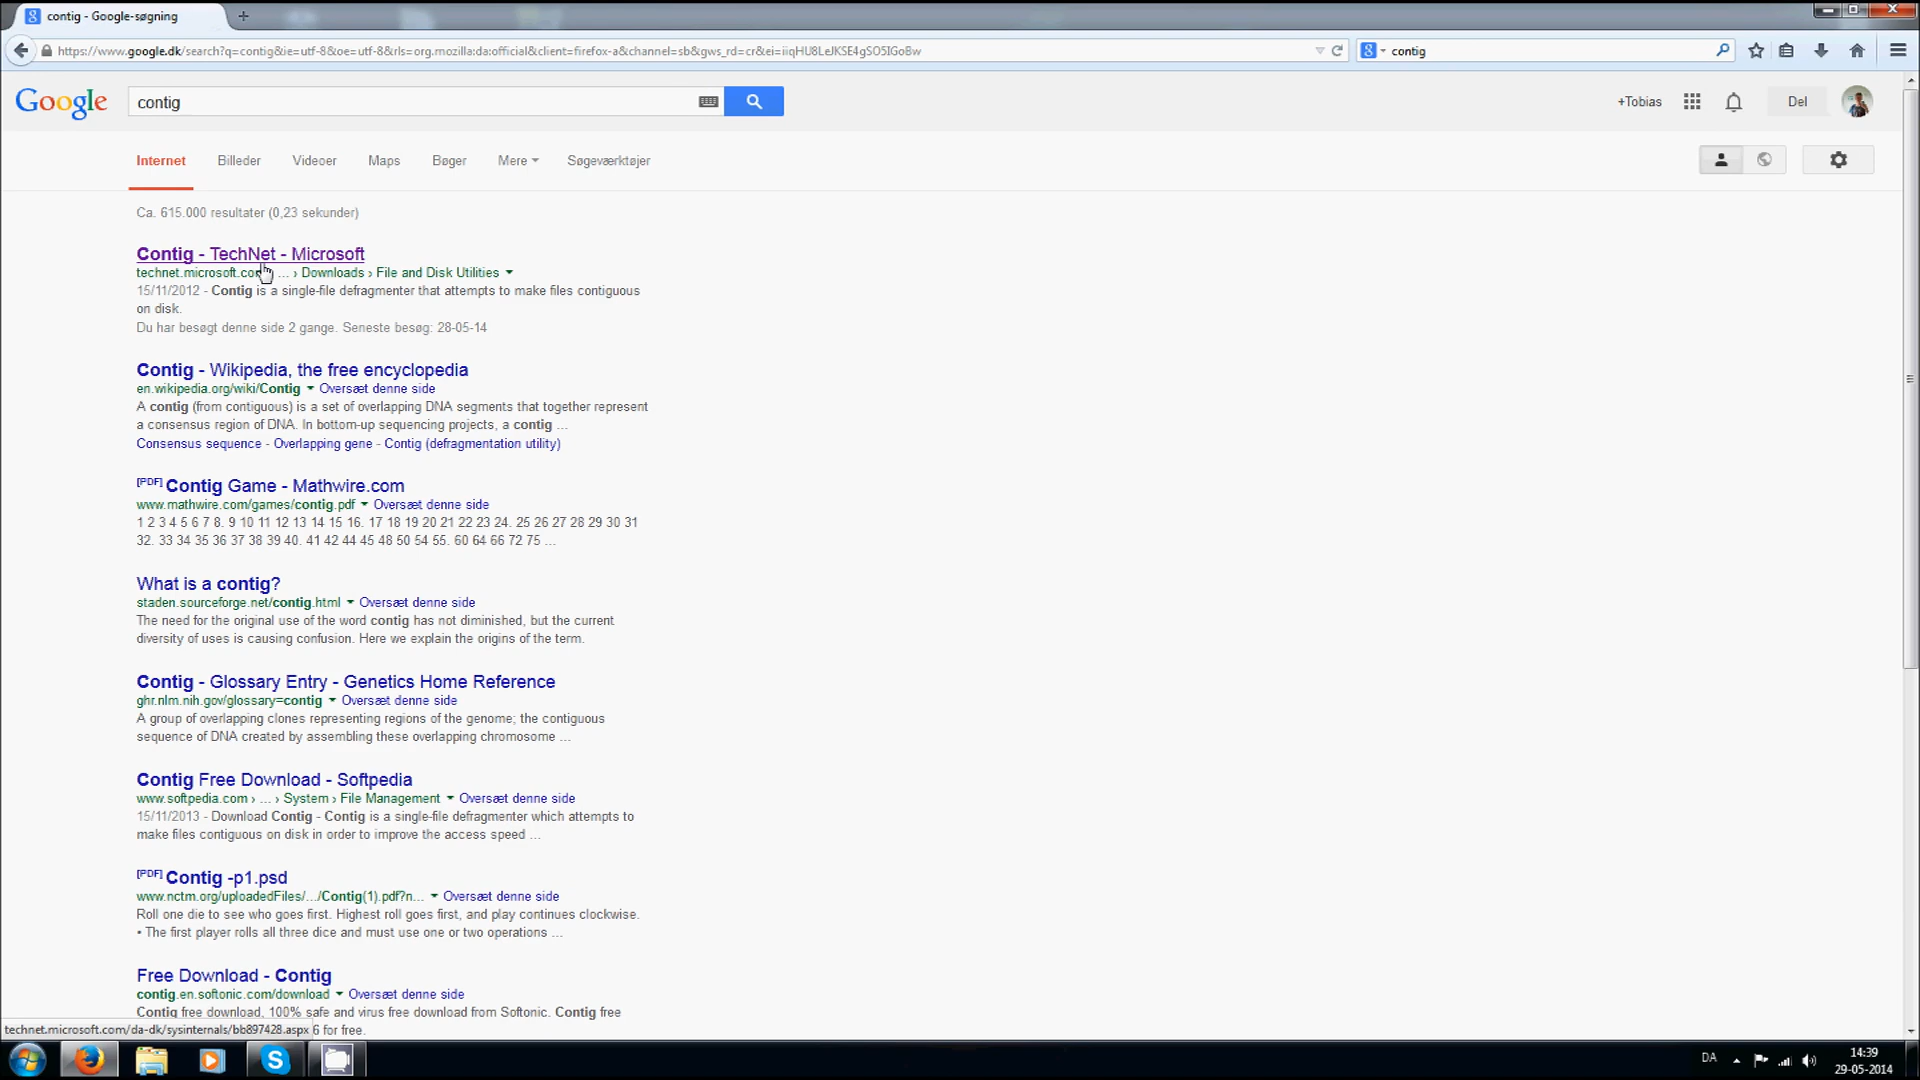 contig - Google-søgning
https://www.google.dk/search?q=contig&ie=utf-8&oe=utf-8&rls=org.mozilla:da:official&client=firefox-a&channel=sb&gws_rd=cr&ei=iiqHU8LeJKSE4gSO5IGoBw
contig
Google
contig
+Tobias
Del
Internet Billeder Videoer Maps Bøger Mere Søgeværktøjer
Ca. 615.000 resultater (0,23 sekunder)
Contig - TechNet - Microsoft
technet.microsoft.com ... › Downloads › File and Disk Utilities
15/11/2012 - Contig is a single-file defragmenter that attempts to make files contiguous
on disk.
Du har besøgt denne side 2 gange. Seneste besøg: 28-05-14
Contig - Wikipedia, the free encyclopedia
en.wikipedia.org/wiki/Contig Oversæt denne side
A contig (from contiguous) is a set of overlapping DNA segments that together represent
a consensus region of DNA. In bottom-up sequencing projects, a contig ...
Consensus sequence - Overlapping gene - Contig (defragmentation utility)
[PDF] Contig Game - Mathwire.com
www.mathwire.com/games/contig.pdf Oversæt denne side
1 2 3 4 5 6 7 8. 9 10 11 12 13 14 15 16. 17 18 19 20 21 22 23 24. 25 26 27 28 29 30 31
32. 33 34 35 36 37 38 39 40. 41 42 44 45 48 50 54 55. 60 64 66 72 75 ...
What is a contig?
staden.sourceforge.net/contig.html Oversæt denne side
The need for the original use of the word contig has not diminished, but the current
diversity of uses is causing confusion. Here we explain the origins of the term.
Contig - Glossary Entry - Genetics Home Reference
ghr.nlm.nih.gov/glossary=contig Oversæt denne side
A group of overlapping clones representing regions of the genome; the contiguous
sequence of DNA created by assembling these overlapping chromosome ...
Contig Free Download - Softpedia
www.softpedia.com › ... › System › File Management Oversæt denne side
15/11/2013 - Download Contig - Contig is a single-file defragmenter which attempts to
make files contiguous on disk in order to improve the access speed ...
[PDF] Contig -p1.psd
www.nctm.org/uploadedFiles/.../Contig(1).pdf?n... Oversæt denne side
Roll one die to see who goes first. Highest roll goes first, and play continues clockwise.
• The first player rolls all three dice and must use one or two operations ...
Free Download - Contig
contig.en.softonic.com/download Oversæt denne side
Contig free download, 100% safe and virus free download from Softonic. Contig free
technet.microsoft.com/da-dk/sysinternals/bb897428.aspx 6 for free.
DA
14:39
29-05-2014